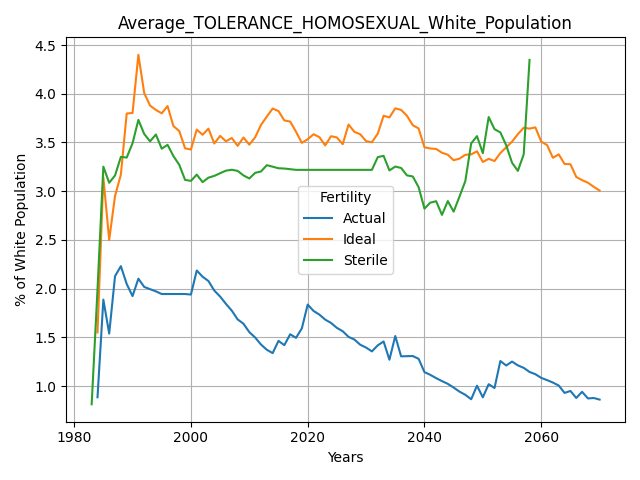 Average_TOLERANCE_HOMOSEXUAL_White_Population
4.5
4.0
3.5
3.0
2.5
2.0
1.5
1.0
% of White Population
Fertility
Actual
Ideal
Sterile
1980
2000
2020
2040
2060
Years